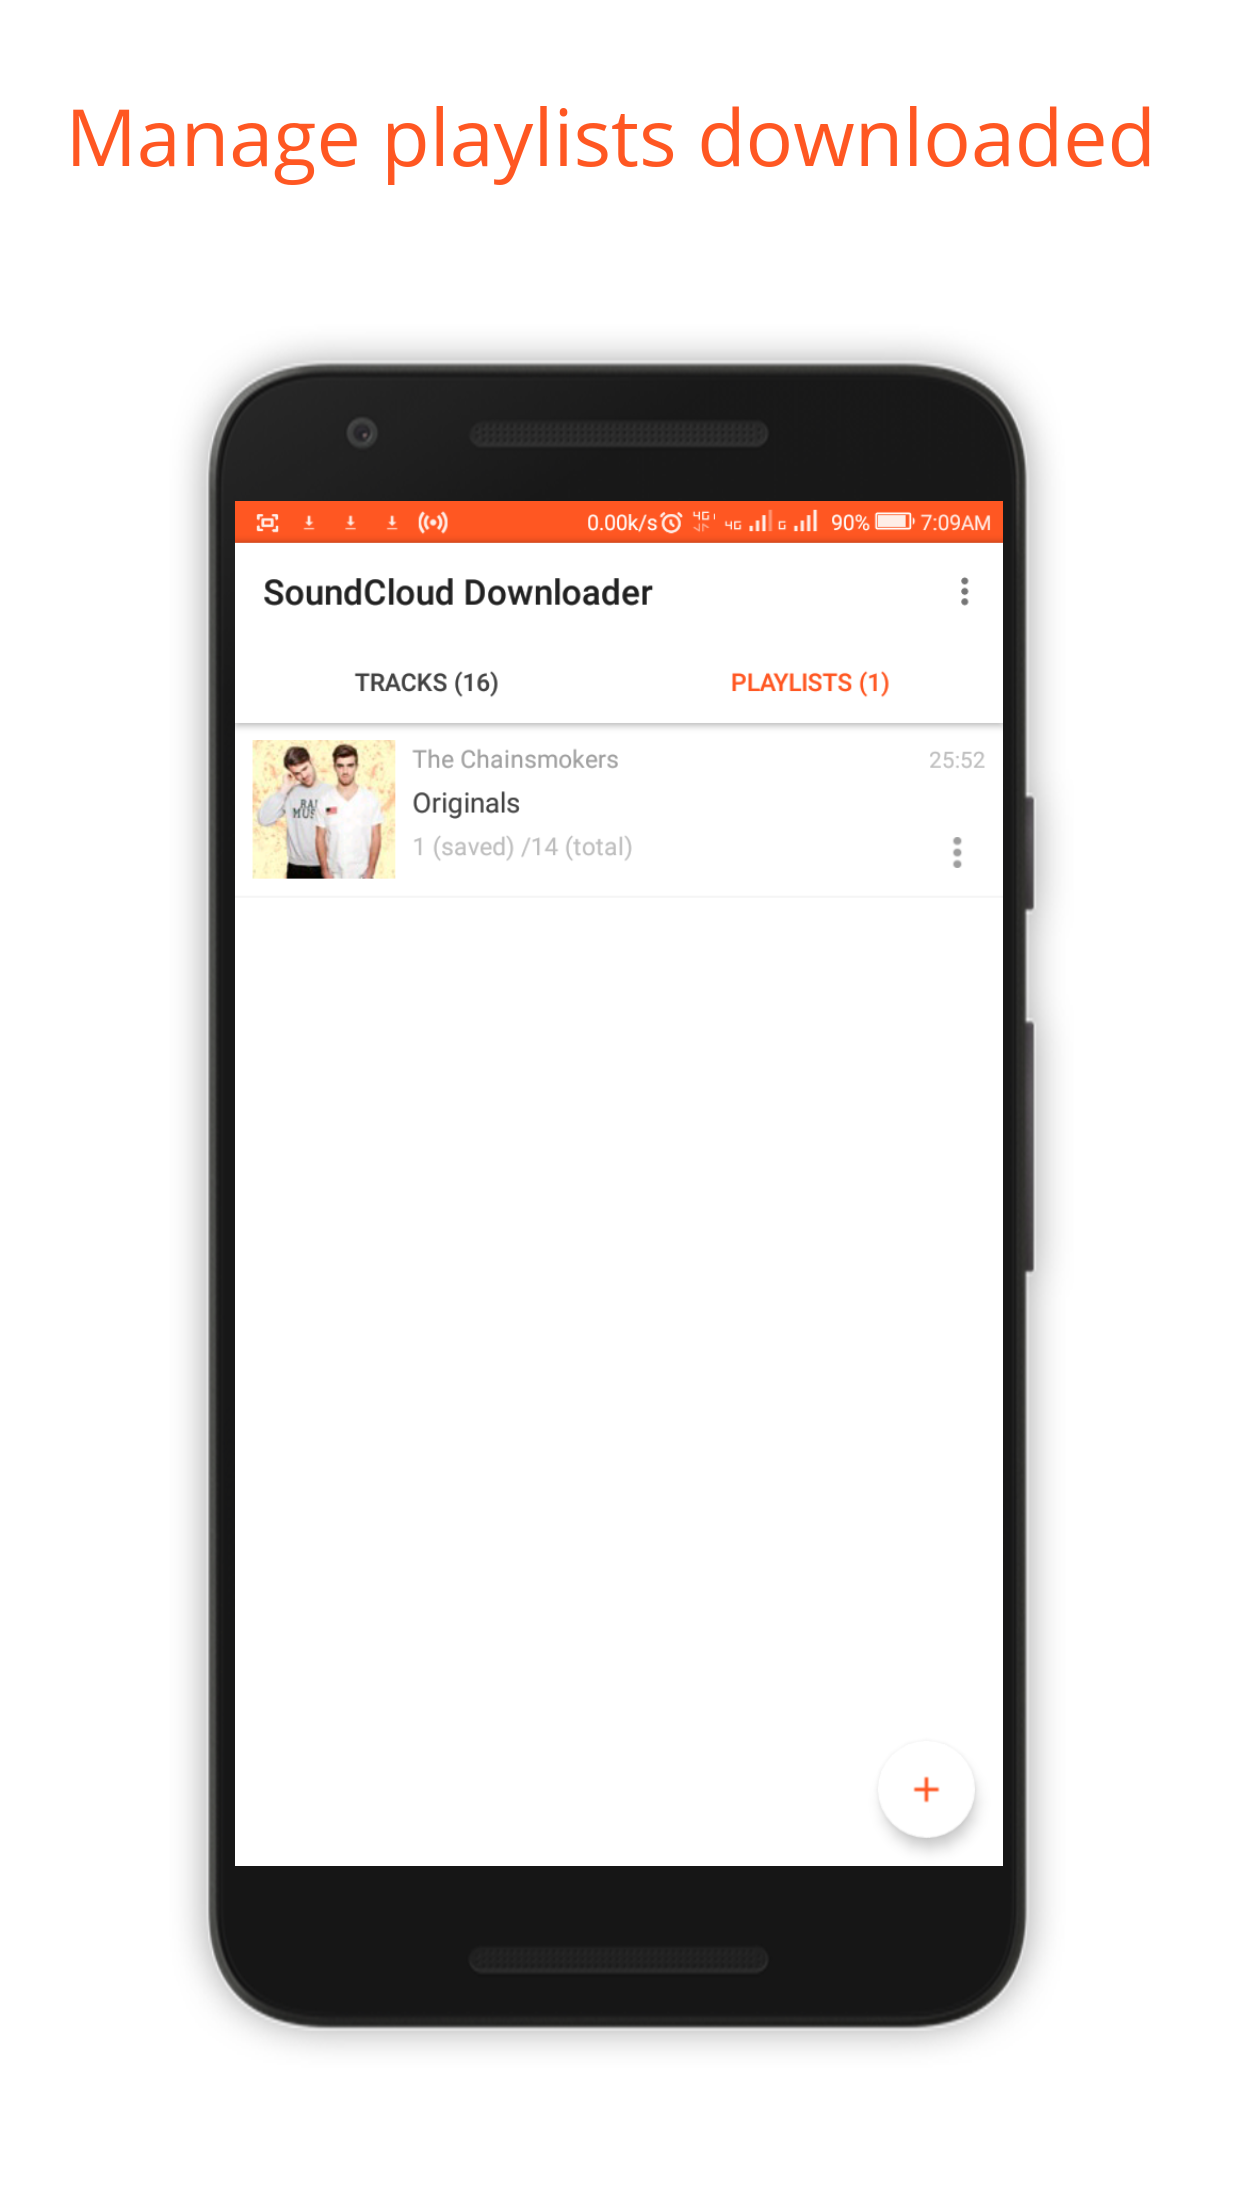 Manage playlists downloaded
0.00k/s 4G 4G G 90% 7:09AM
SoundCloud Downloader
TRACKS (16) PLAYLISTS (1)
The Chainsmokers 25:52
Originals
1 (saved) /14 (total)